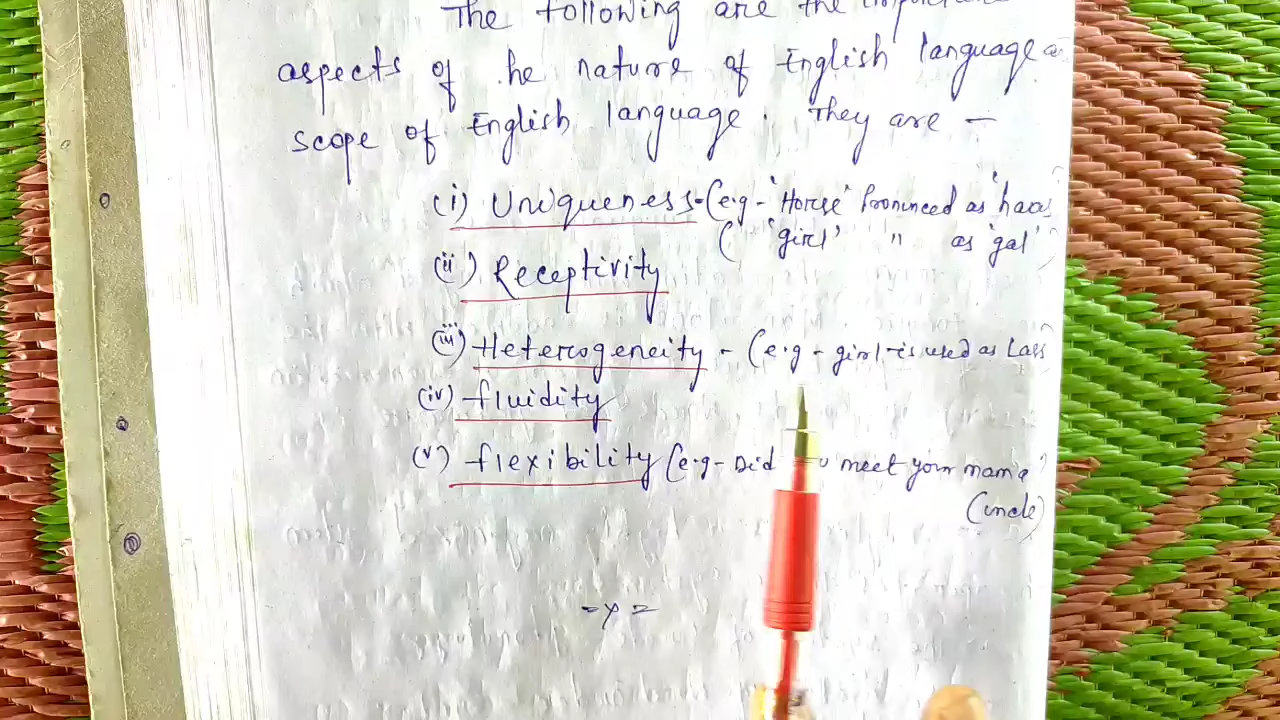 The following are the important
aspects of he nature of English language a
scope of English language. They are –
(i) Uniqueness - (e.g - 'Horse' Pronunced as 'haos'
( 'girl' " as 'gal')
(ii) Receptivity
(iii) Heterogeneity - (e.g - girl - is used as Lass)
(iv) fluidity
(v) flexibility (e.g - Did meet your mama
(uncle)
= x =